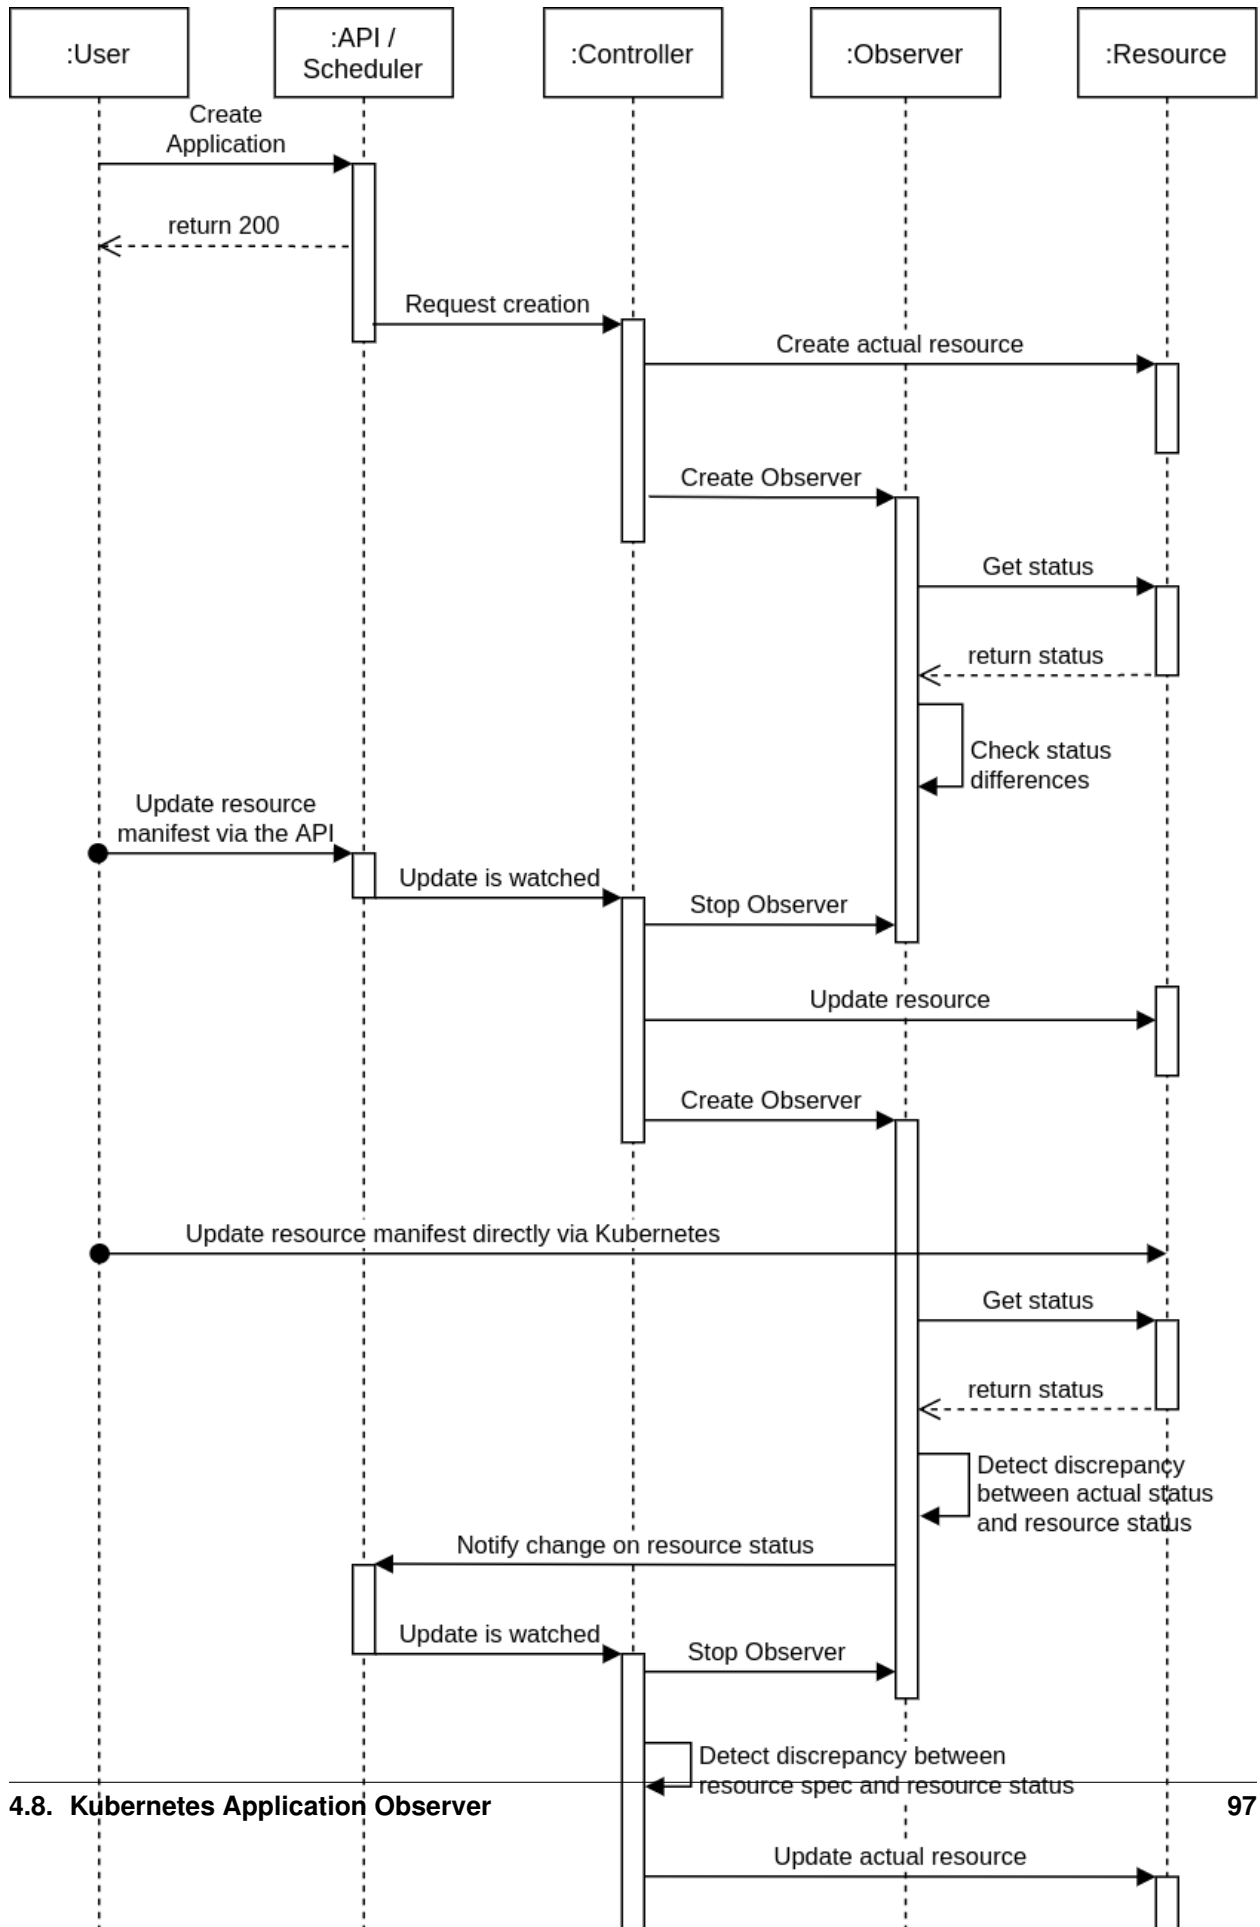 :User
:API /
Scheduler
:Controller
:Observer
:Resource
Create
Application
return 200
Request creation
Create actual resource
Create Observer
Get status
return status
Check status
differences
Update resource
manifest via the API
Update is watched
Stop Observer
Update resource
Create Observer
Update resource manifest directly via Kubernetes
Get status
return status
Detect discrepancy
between actual status
and resource status
Notify change on resource status
Update is watched
Stop Observer
Detect discrepancy between
resource spec and resource status
4.8. Kubernetes Application Observer
97
Update actual resource